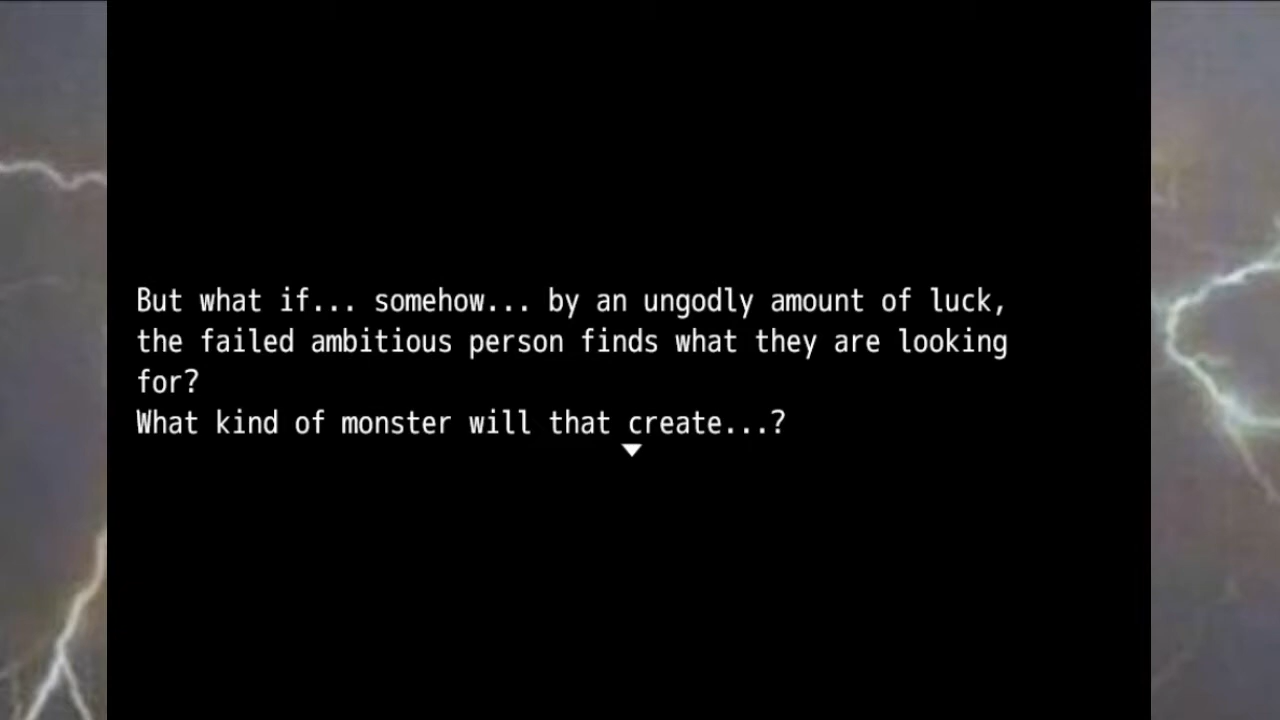 But what if... somehow... by an ungodly amount of luck,
the failed ambitious person finds what they are looking
for?
What kind of monster will that create...?